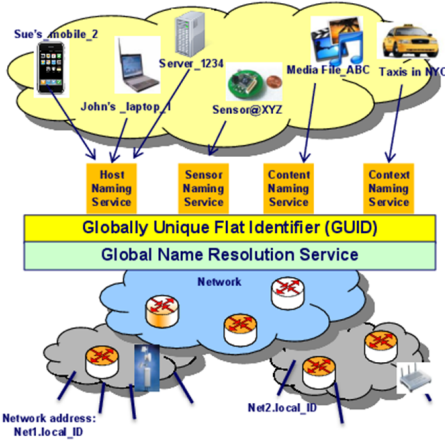 Sue's_mobile_2
Server_1234
Media File_ABC
Taxis in NYC
John's _laptop_1
Sensor@XYZ
Host
Naming
Service
Sensor
Naming
Service
Content
Naming
Service
Context
Naming
Service
Globally Unique Flat Identifier (GUID)
Global Name Resolution Service
Network
Network address:
Net1.local_ID
Net2.local_ID